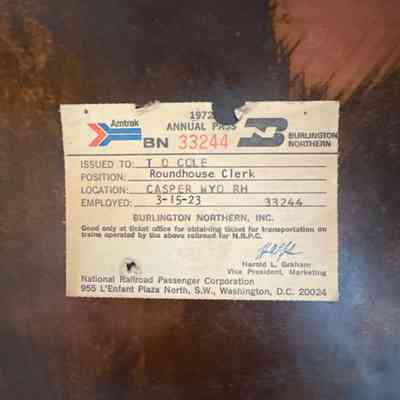 Amtrak
1972
ANNUAL PASS
BN 33244
BURLINGTON
NORTHERN
ISSUED TO: T D COLE
POSITION: Roundhouse Clerk
LOCATION: CASPER WYO RH
EMPLOYED: 3-15-23 33244
BURLINGTON NORTHERN, INC.
Good only at ticket office for obtaining ticket for transportation on
trains operated by the above railroad for N.R.P.C.
Harold L. Graham
Vice President, Marketing
National Railroad Passenger Corporation
955 L'Enfant Plaza North, S.W., Washington, D.C. 20024